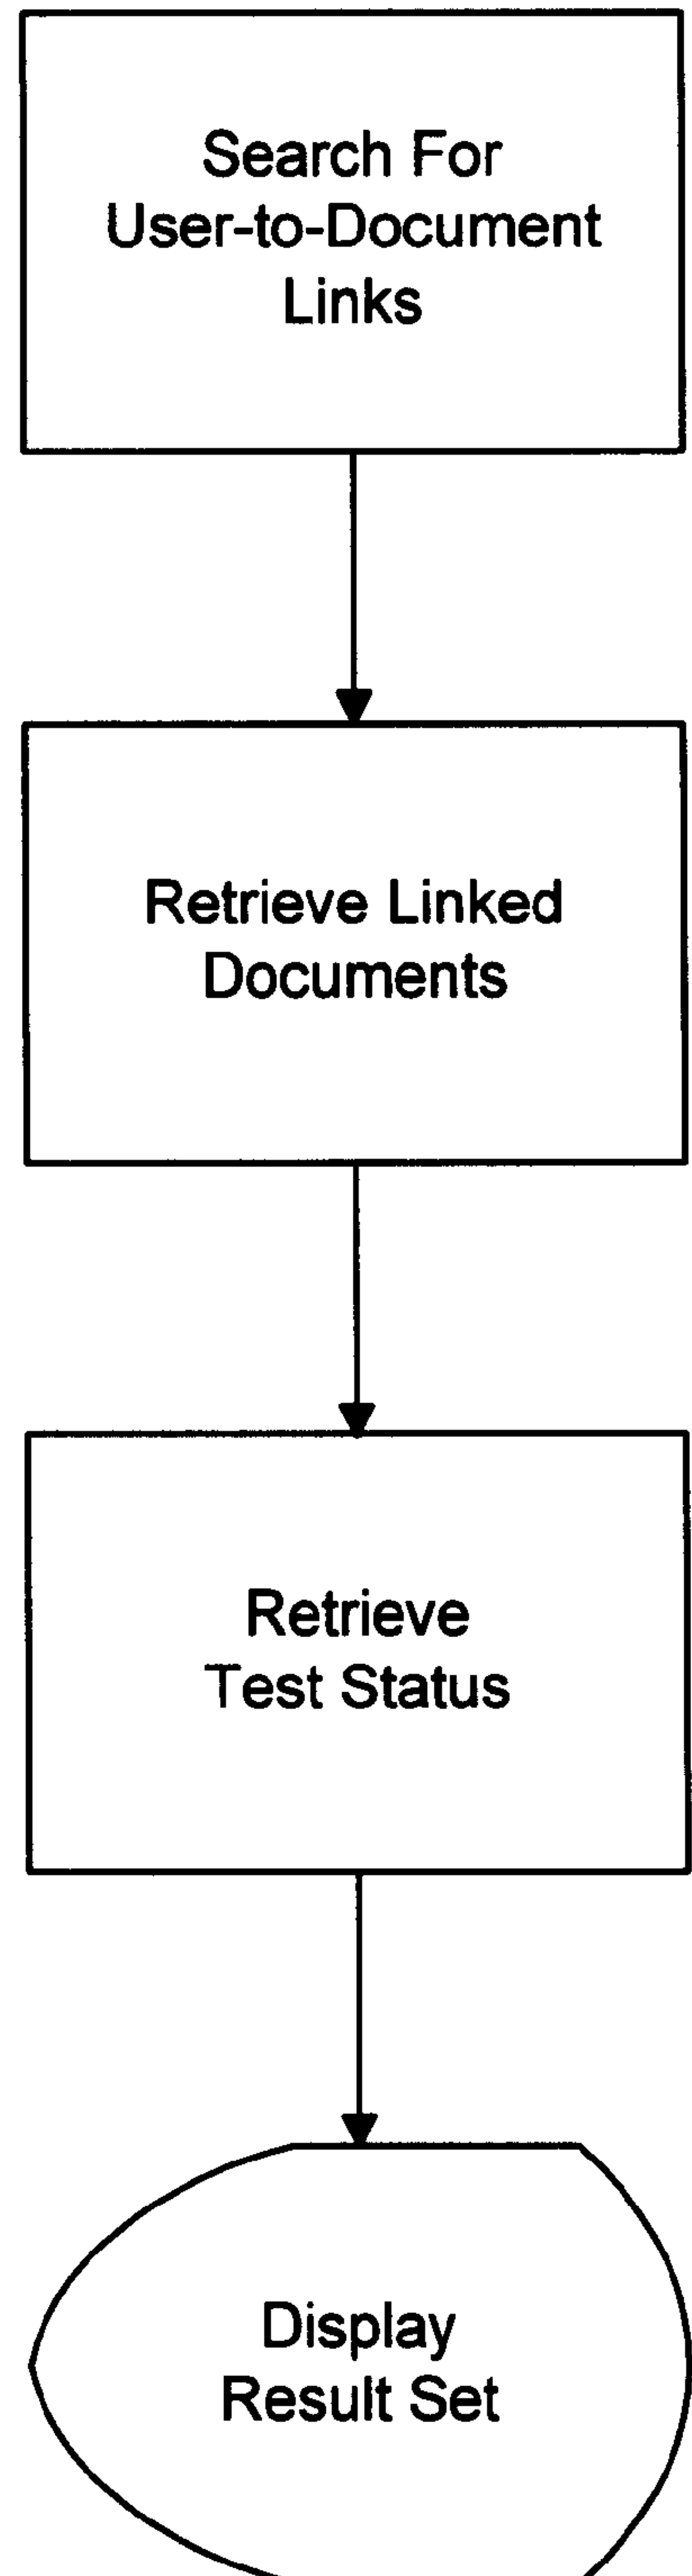 Search For
User-to-Document
Links
Retrieve Linked
Documents
Retrieve
Test Status
Display
Result Set